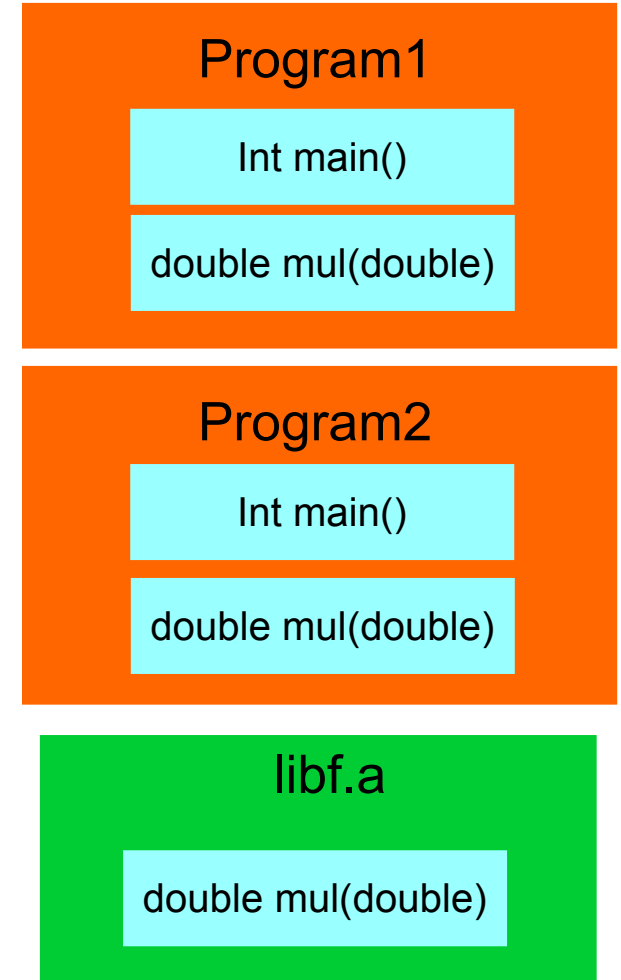 Program1
Int main()
double mul(double)
Program2
Int main()
double mul(double)
libf.a
double mul(double)